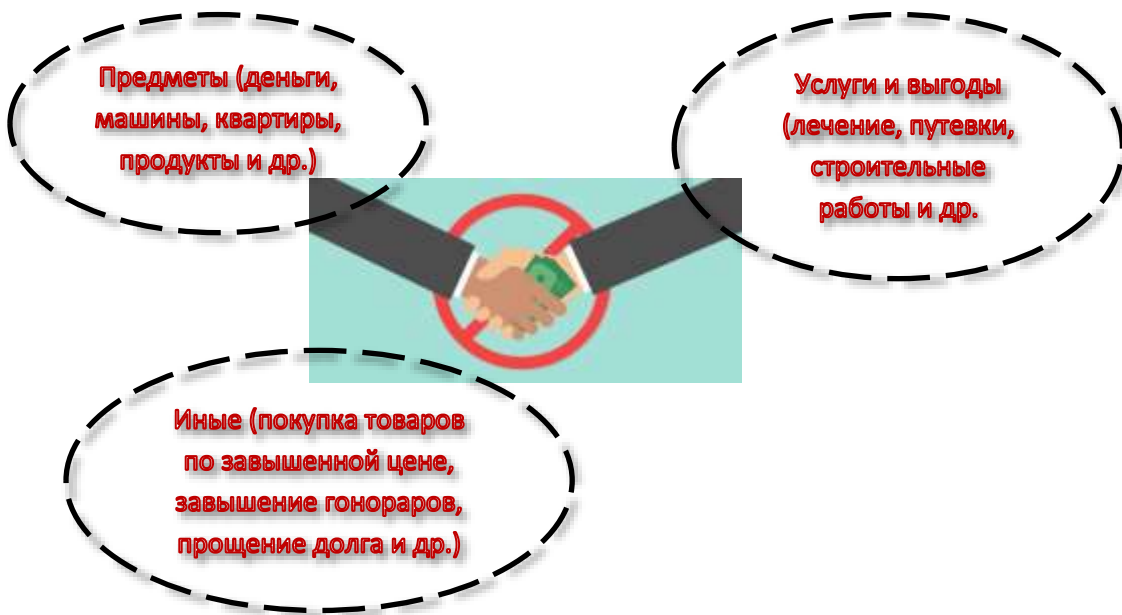 Предметы (деньги,
машины, квартиры,
продукты и др.)
Услуги и выгоды
(лечение, путевки,
строительные
работы и др.
Иные (покупка товаров
по завышенной цене,
завышение гонораров,
прощение долга и др.)